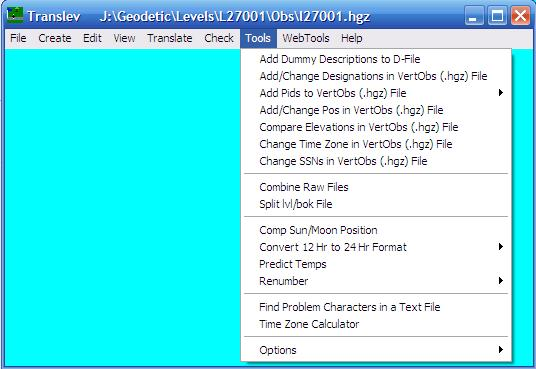 Translev J:\Geodetic\Levels\L27001\Obs\I27001.hgz
File Create Edit View Translate Check Tools WebTools Help
Add Dummy Descriptions to D-File
Add/Change Designations in VertObs (.hgz) File
Add Pids to VertObs (.hgz) File
Add/Change Pos in VertObs (.hgz) File
Compare Elevations in VertObs (.hgz) File
Change Time Zone in VertObs (.hgz) File
Change SSNs in VertObs (.hgz) File
Combine Raw Files
Split lvl/bok File
Comp Sun/Moon Position
Convert 12 Hr to 24 Hr Format
Predict Temps
Renumber
Find Problem Characters in a Text File
Time Zone Calculator
Options